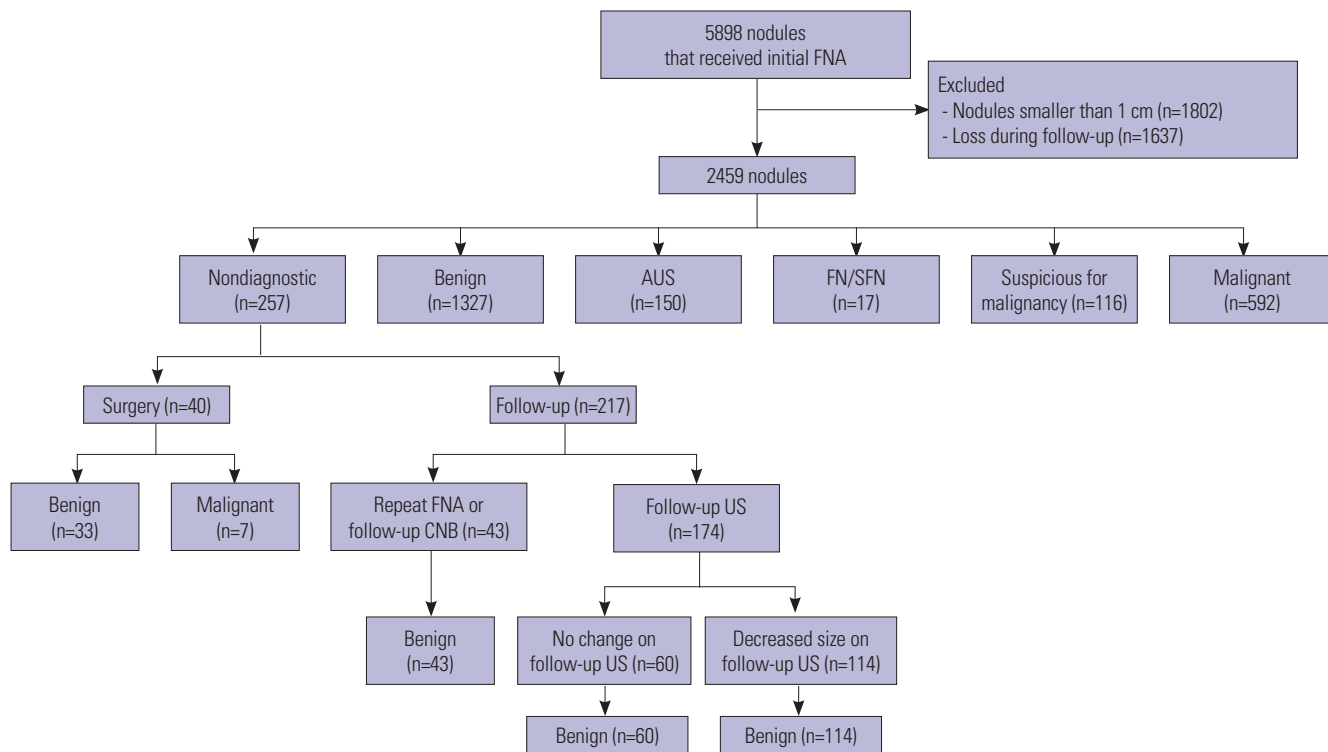 5898 nodules
that received initial FNA
Excluded
- Nodules smaller than 1 cm (n=1802)
- Loss during follow-up (n=1637)
2459 nodules
Nondiagnostic
(n=257)
Benign
(n=1327)
AUS
(n=150)
FN/SFN
(n=17)
Suspicious for
malignancy (n=116)
Malignant
(n=592)
Surgery (n=40)
Follow-up (n=217)
Benign
(n=33)
Malignant
(n=7)
Repeat FNA or
follow-up CNB (n=43)
Follow-up US
(n=174)
Benign
(n=43)
No change on
follow-up US (n=60)
Decreased size on
follow-up US (n=114)
Benign (n=60)
Benign (n=114)